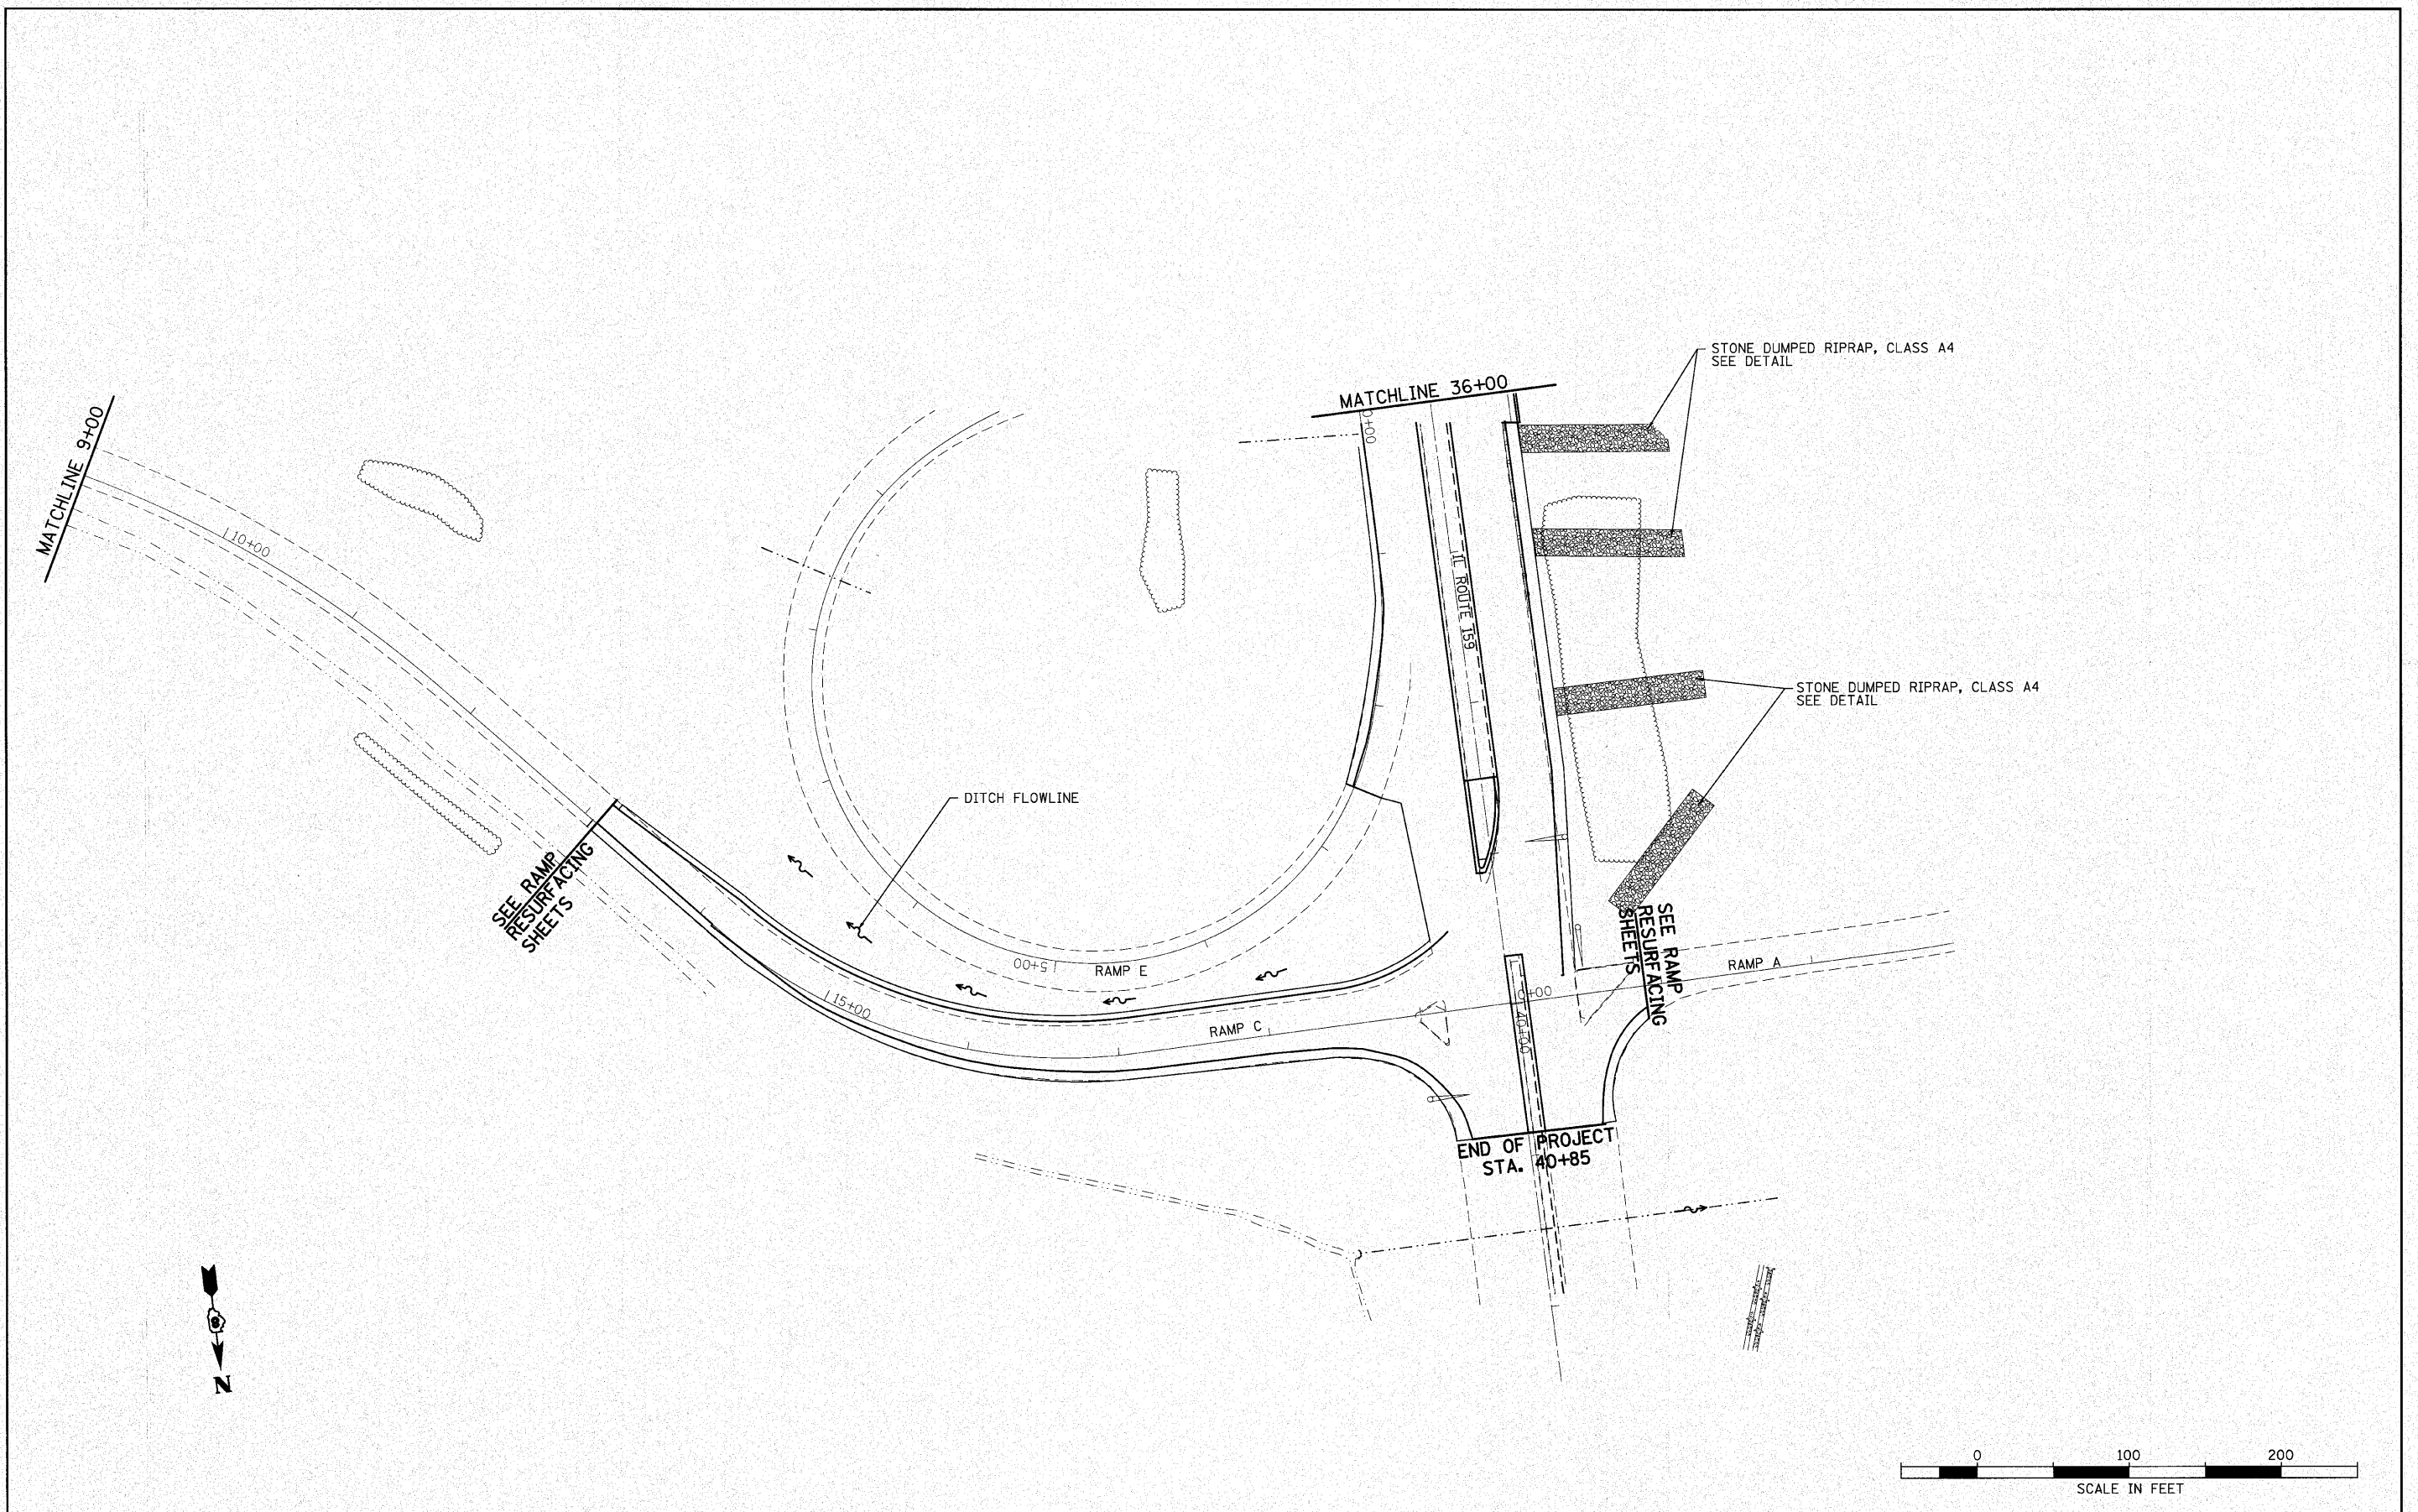 STONE DUMPED RIPRAP, CLASS A4
SEE DETAIL
MATCHLINE 36+00
0+00
MATCHLINE 9+00
10+00
IL ROUTE 159
STONE DUMPED RIPRAP, CLASS A4
SEE DETAIL
DITCH FLOWLINE
SEE RAMP
RESURFACING
SHEETS
SEE RAMP
RESURFACING
SHEETS
5+00
RAMP E
RAMP A
15+00
0+00
RAMP C
40+00
END OF PROJECT
STA. 40+85
N
0 100 200
SCALE IN FEET